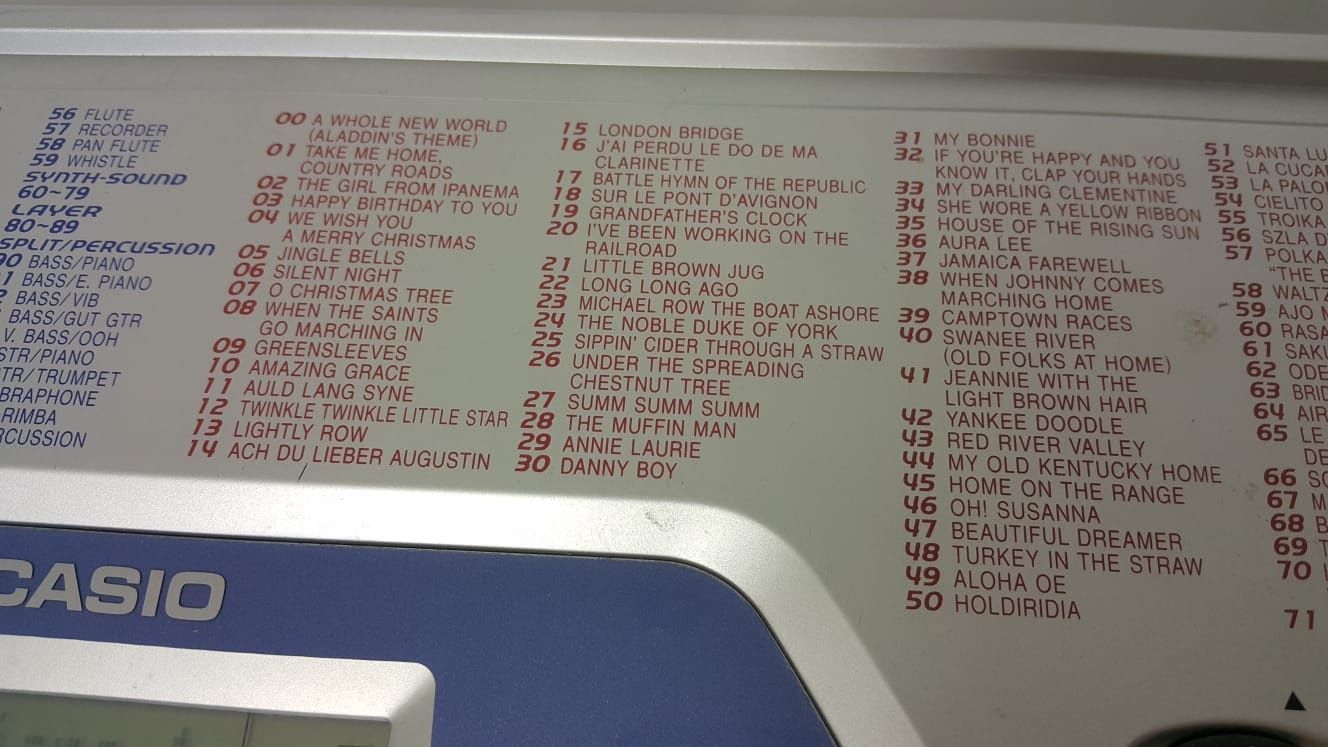 56 FLUTE
57 RECORDER
58 PAN FLUTE
59 WHISTLE
SYNTH-SOUND
60~79
LAYER
80~89
SPLIT/PERCUSSION
90 BASS/PIANO
1 BASS/E. PIANO
BASS/VIB
BASS/GUT GTR
V. BASS/OOH
STR/PIANO
TR/TRUMPET
BRAPHONE
RIMBA
RCUSSION
00 A WHOLE NEW WORLD
(ALADDIN'S THEME)
01 TAKE ME HOME,
COUNTRY ROADS
02 THE GIRL FROM IPANEMA
03 HAPPY BIRTHDAY TO YOU
04 WE WISH YOU
A MERRY CHRISTMAS
05 JINGLE BELLS
06 SILENT NIGHT
07 O CHRISTMAS TREE
08 WHEN THE SAINTS
GO MARCHING IN
09 GREENSLEEVES
10 AMAZING GRACE
11 AULD LANG SYNE
12 TWINKLE TWINKLE LITTLE STAR
13 LIGHTLY ROW
14 ACH DU LIEBER AUGUSTIN
15 LONDON BRIDGE
16 J'AI PERDU LE DO DE MA
CLARINETTE
17 BATTLE HYMN OF THE REPUBLIC
18 SUR LE PONT D'AVIGNON
19 GRANDFATHER'S CLOCK
20 I'VE BEEN WORKING ON THE
RAILROAD
21 LITTLE BROWN JUG
22 LONG LONG AGO
23 MICHAEL ROW THE BOAT ASHORE
24 THE NOBLE DUKE OF YORK
25 SIPPIN' CIDER THROUGH A STRAW
26 UNDER THE SPREADING
CHESTNUT TREE
27 SUMM SUMM SUMM
28 THE MUFFIN MAN
29 ANNIE LAURIE
30 DANNY BOY
31 MY BONNIE
32 IF YOU'RE HAPPY AND YOU
KNOW IT, CLAP YOUR HANDS
33 MY DARLING CLEMENTINE
34 SHE WORE A YELLOW RIBBON
35 HOUSE OF THE RISING SUN
36 AURA LEE
37 JAMAICA FAREWELL
38 WHEN JOHNNY COMES
MARCHING HOME
39 CAMPTOWN RACES
40 SWANEE RIVER
(OLD FOLKS AT HOME)
41 JEANNIE WITH THE
LIGHT BROWN HAIR
42 YANKEE DOODLE
43 RED RIVER VALLEY
44 MY OLD KENTUCKY HOME
45 HOME ON THE RANGE
46 OH! SUSANNA
47 BEAUTIFUL DREAMER
48 TURKEY IN THE STRAW
49 ALOHA OE
50 HOLDIRIDIA
51 SANTA LU
52 LA CUCA
53 LA PALO
54 CIELITO
55 TROIKA
56 SZLA D
57 POLKA
"THE B
58 WALTZ
59 AJO M
60 RASA
61 SAKU
62 ODE
63 BRID
64 AIR
65 LE
DE
66 SO
67 M
68 B
69 T
70
71
CASIO